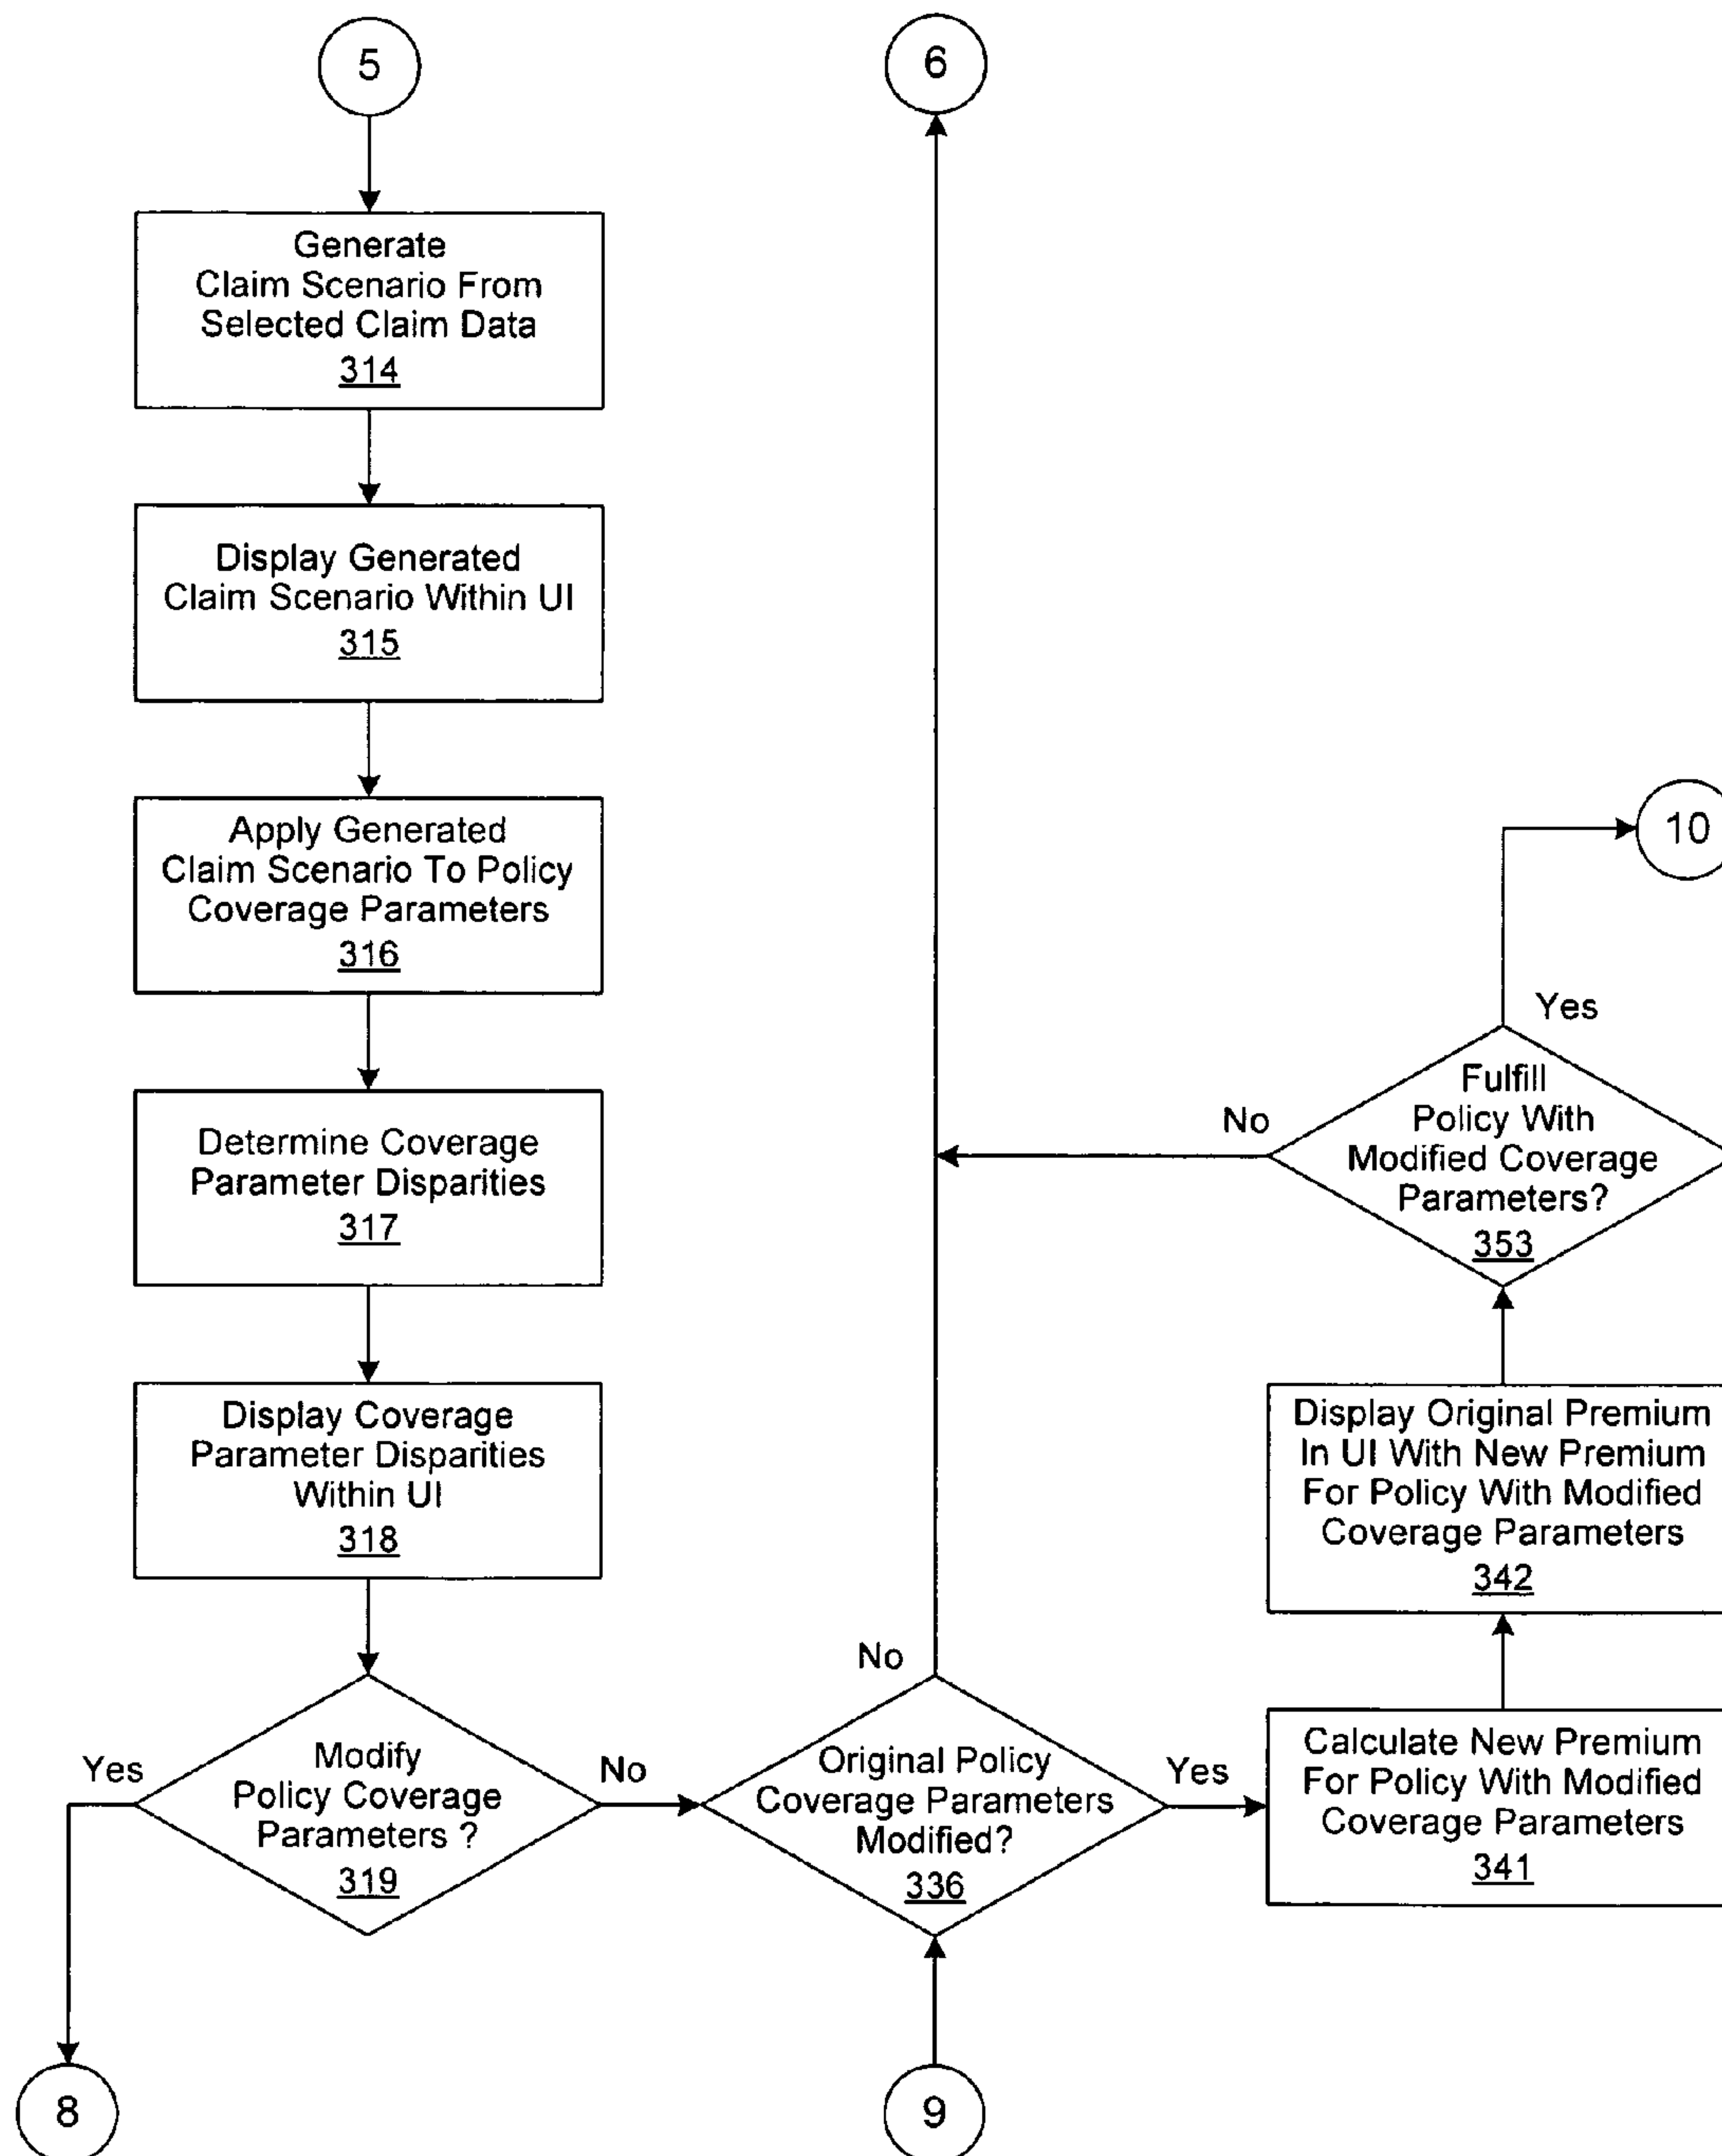 5
6
Generate
Claim Scenario From
Selected Claim Data
314
Display Generated
Claim Scenario Within UI
315
Apply Generated
Claim Scenario To Policy
Coverage Parameters
316
10
Determine Coverage
Parameter Disparities
317
Yes
Fulfill
Policy With
Modified Coverage
Parameters?
353
No
Display Coverage
Parameter Disparities
Within UI
318
Display Original Premium
In UI With New Premium
For Policy With Modified
Coverage Parameters
342
Yes
Modify
Policy Coverage
Parameters ?
319
No
No
Original Policy
Coverage Parameters
Modified?
336
Yes
Calculate New Premium
For Policy With Modified
Coverage Parameters
341
8
9